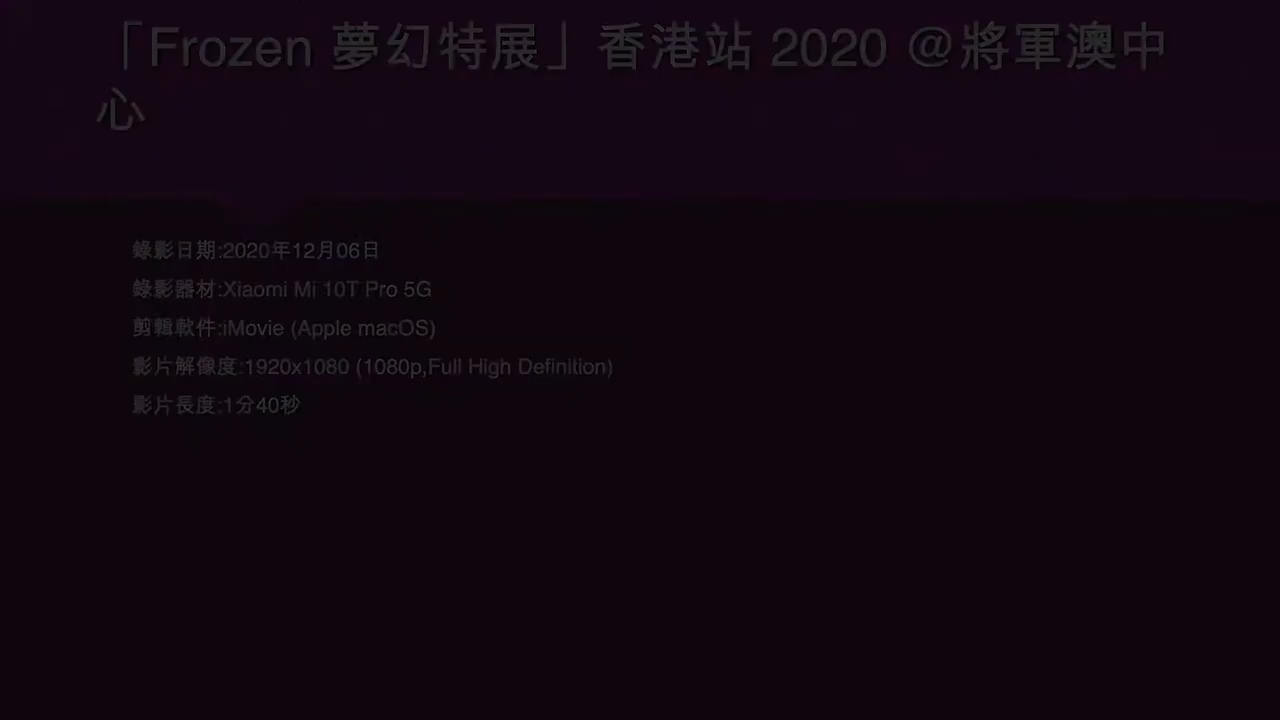 「Frozen 夢幻特展」香港站 2020 @將軍澳中
心
錄影日期:2020年12月06日
錄影器材:Xiaomi Mi 10T Pro 5G
剪輯軟件:iMovie (Apple macOS)
影片解像度:1920x1080 (1080p,Full High Definition)
影片長度:1分40秒